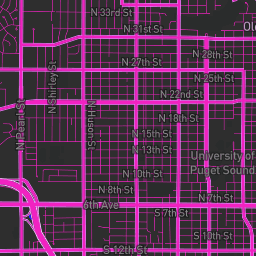 N 33rd St
N 31st St
N 28th St
N 27th St
N 25th St
N Shirley St
N 22nd St
N Pearl St
N Huson St
N 18th St
N 15th St
N 13th St
University of
Puget Sound
N 10th St
N 8th St
N 7th St
6th Ave
S 7th St
S 10th St
S 12th St